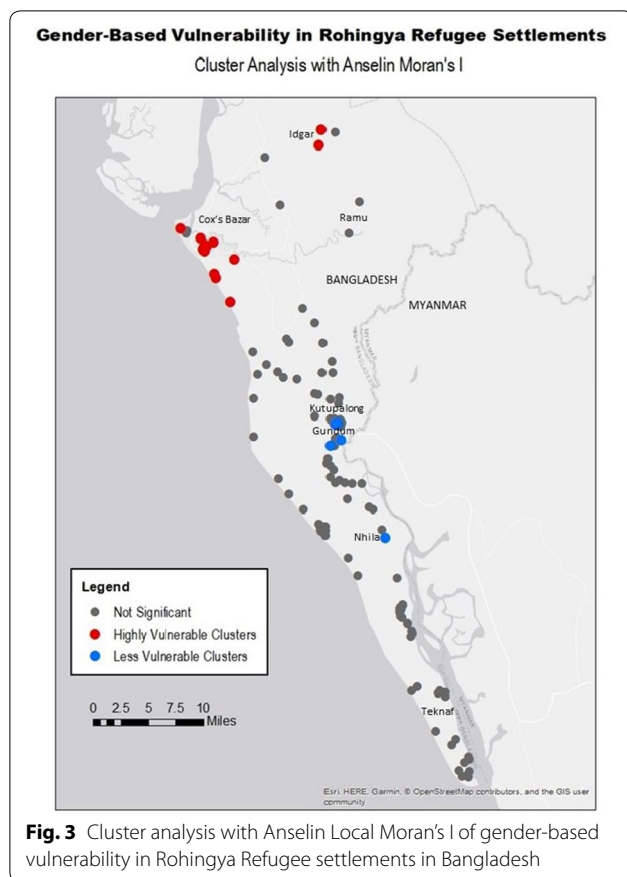 Gender-Based Vulnerability in Rohingya Refugee Settlements
Cluster Analysis with Anselin Moran's I
Idgar
Cox's Bazar
Ramu
BANGLADESH
MYANMAR
MYANMAR
BANGLADESH
Kutupalong
Gundum
Nhila
Legend
Not Significant
Highly Vulnerable Clusters
Less Vulnerable Clusters
0 2.5 5 7.5 10
Miles
Teknaf
MYANMAR
Esri, HERE, Garmin, © OpenStreetMap contributors, and the GIS user
community
Fig. 3 Cluster analysis with Anselin Local Moran's I of gender-based
vulnerability in Rohingya Refugee settlements in Bangladesh